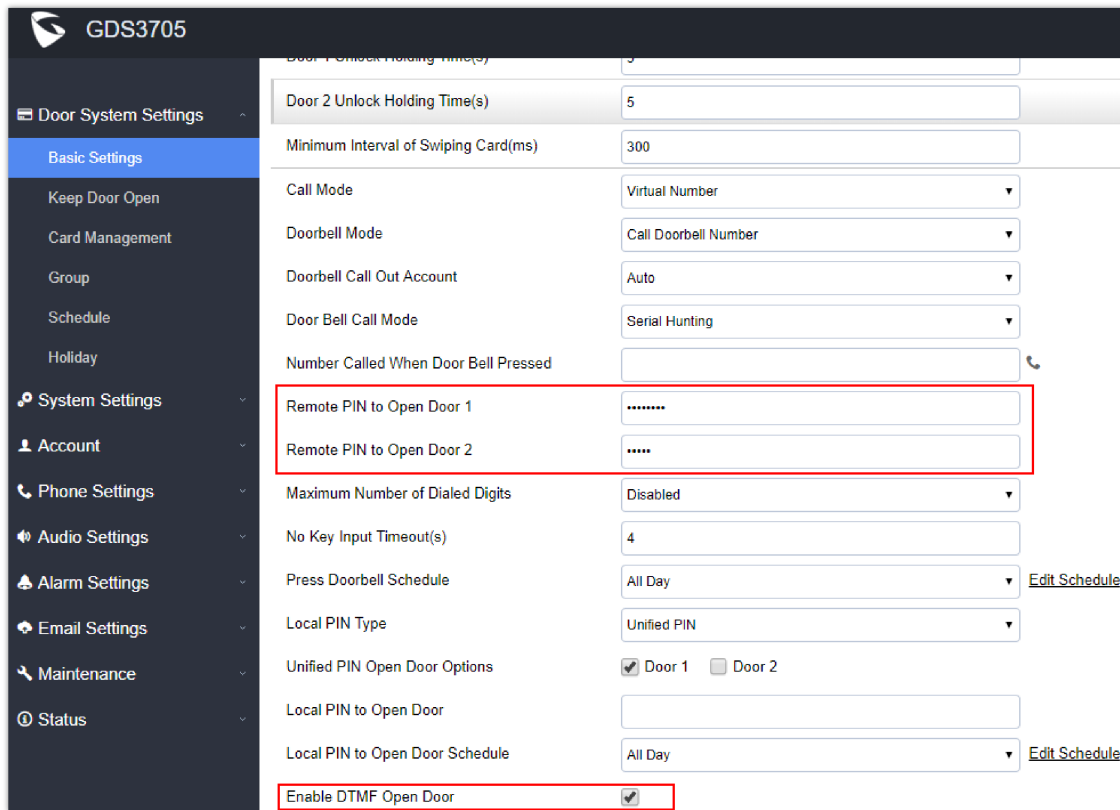 GDS3705
Door 1 Unlock Holding Time(s)
Door System Settings
Basic Settings
Keep Door Open
Card Management
Group
Schedule
Holiday
System Settings
Account
Phone Settings
Audio Settings
Alarm Settings
Email Settings
Maintenance
Status
Door 2 Unlock Holding Time(s) 5
Minimum Interval of Swiping Card(ms) 300
Call Mode Virtual Number
Doorbell Mode Call Doorbell Number
Doorbell Call Out Account Auto
Door Bell Call Mode Serial Hunting
Number Called When Door Bell Pressed
Remote PIN to Open Door 1 ••••••••
Remote PIN to Open Door 2 •••••
Maximum Number of Dialed Digits Disabled
No Key Input Timeout(s) 4
Press Doorbell Schedule All Day Edit Schedule
Local PIN Type Unified PIN
Unified PIN Open Door Options Door 1 Door 2
Local PIN to Open Door
Local PIN to Open Door Schedule All Day Edit Schedule
Enable DTMF Open Door